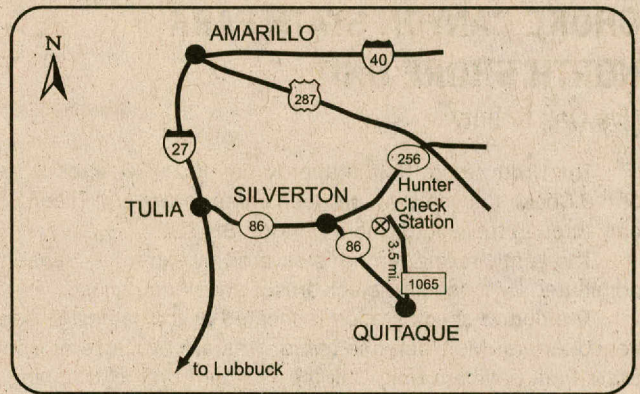 AMARILLO
N
40
287
27
256
Hunter
Check
Station
SILVERTON
TULIA
86
86
3.5 mi.
1065
QUITAQUE
to Lubbuck